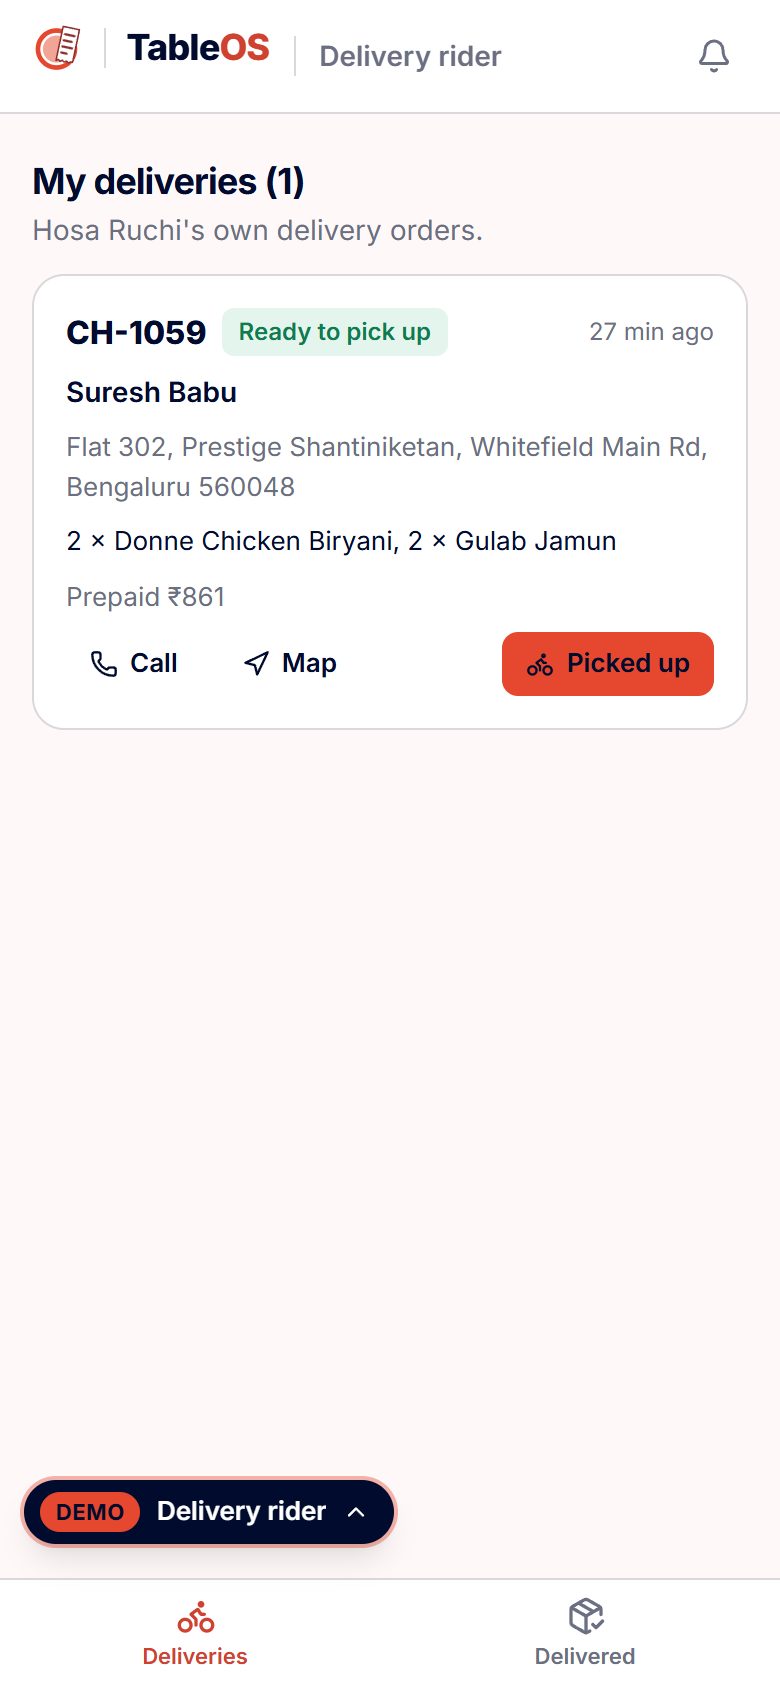 TableOS
Delivery rider
My deliveries (1)
Hosa Ruchi's own delivery orders.
CH-1059 Ready to pick up 27 min ago
Suresh Babu
Flat 302, Prestige Shantiniketan, Whitefield Main Rd,
Bengaluru 560048
2 × Donne Chicken Biryani, 2 × Gulab Jamun
Prepaid ₹861
Call Map Picked up
DEMO Delivery rider
Deliveries Delivered